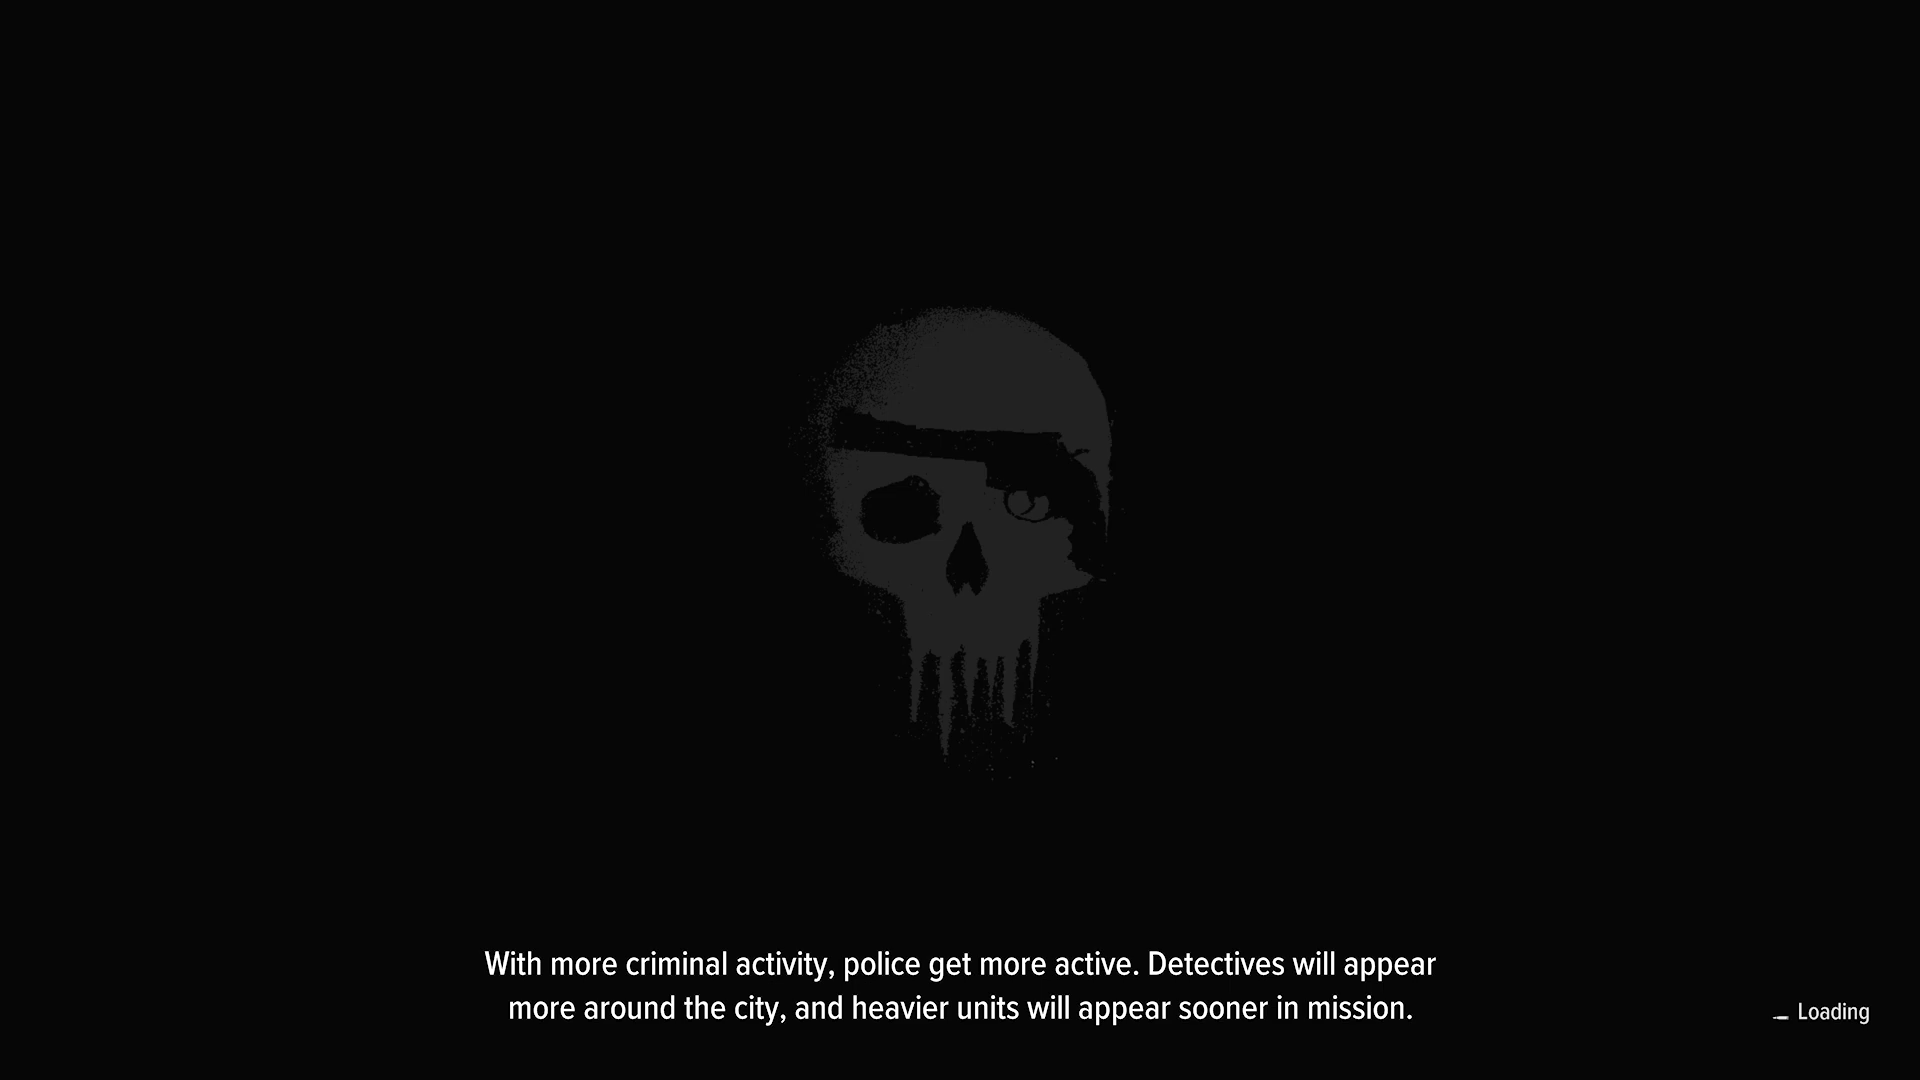 With more criminal activity, police get more active. Detectives will appear
more around the city, and heavier units will appear sooner in mission.
Loading